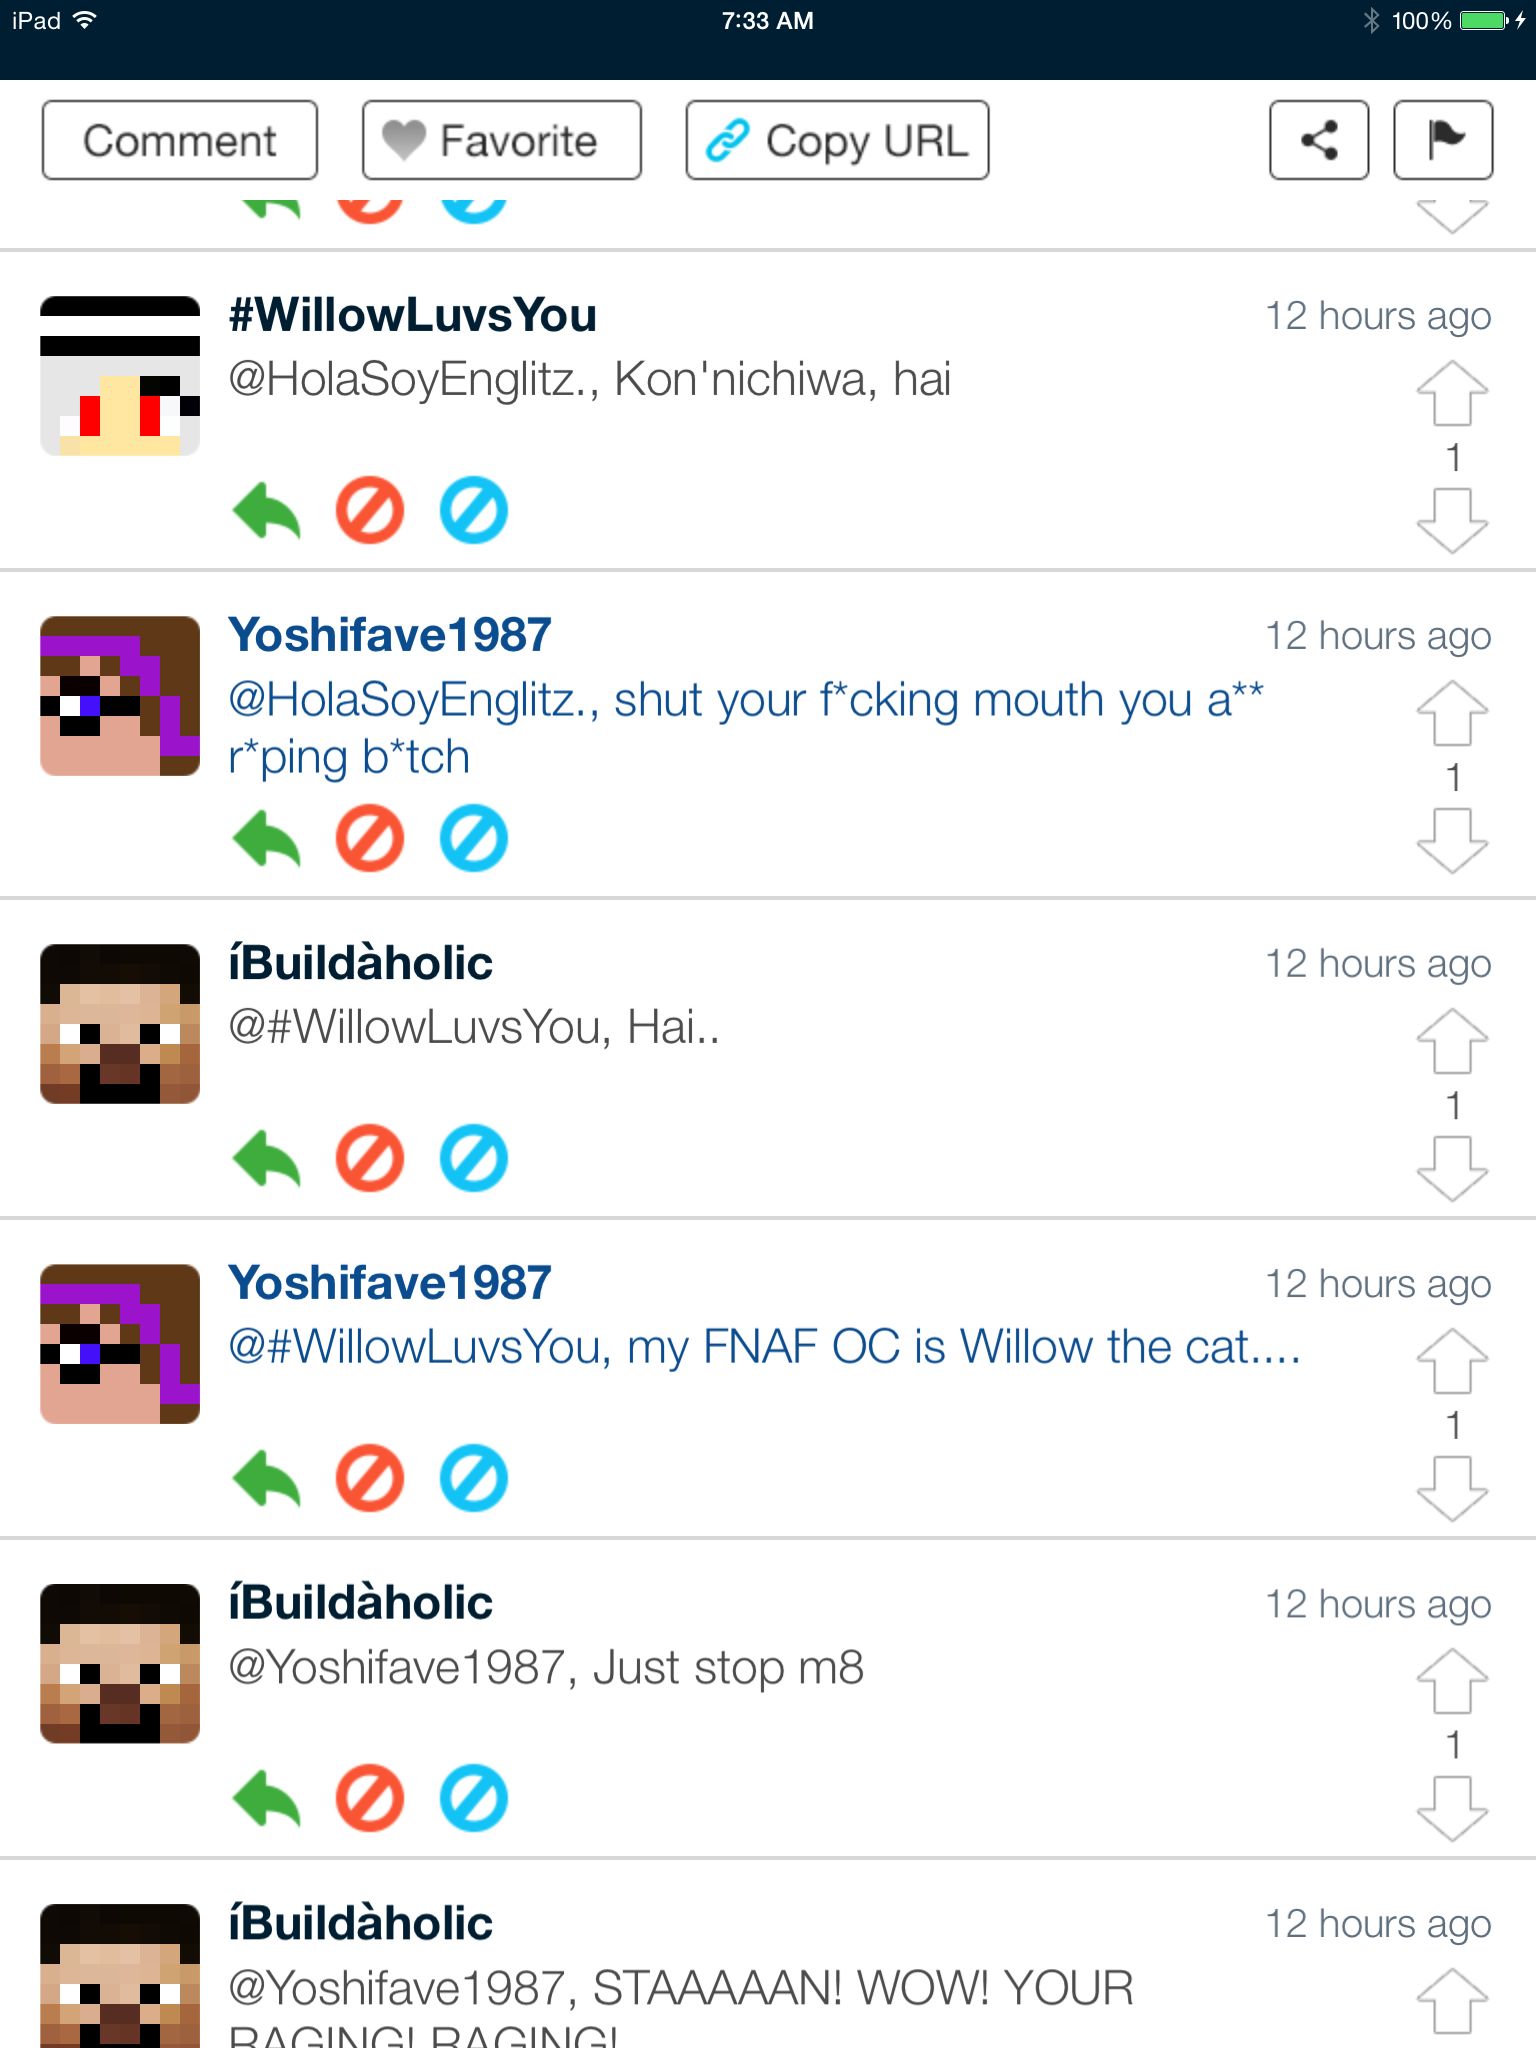 iPad 7:33 AM 100%
Comment Favorite Copy URL
#WillowLuvsYou 12 hours ago
@HolaSoyEnglitz., Kon'nichiwa, hai
1
Yoshifave1987 12 hours ago
@HolaSoyEnglitz., shut your f*cking mouth you a**
r*ping b*tch
1
íBuildàholic 12 hours ago
@#WillowLuvsYou, Hai..
1
Yoshifave1987 12 hours ago
@#WillowLuvsYou, my FNAF OC is Willow the cat....
1
íBuildàholic 12 hours ago
@Yoshifave1987, Just stop m8
1
íBuildàholic 12 hours ago
@Yoshifave1987, STAAAAAN! WOW! YOUR
RAGING! RAGING!